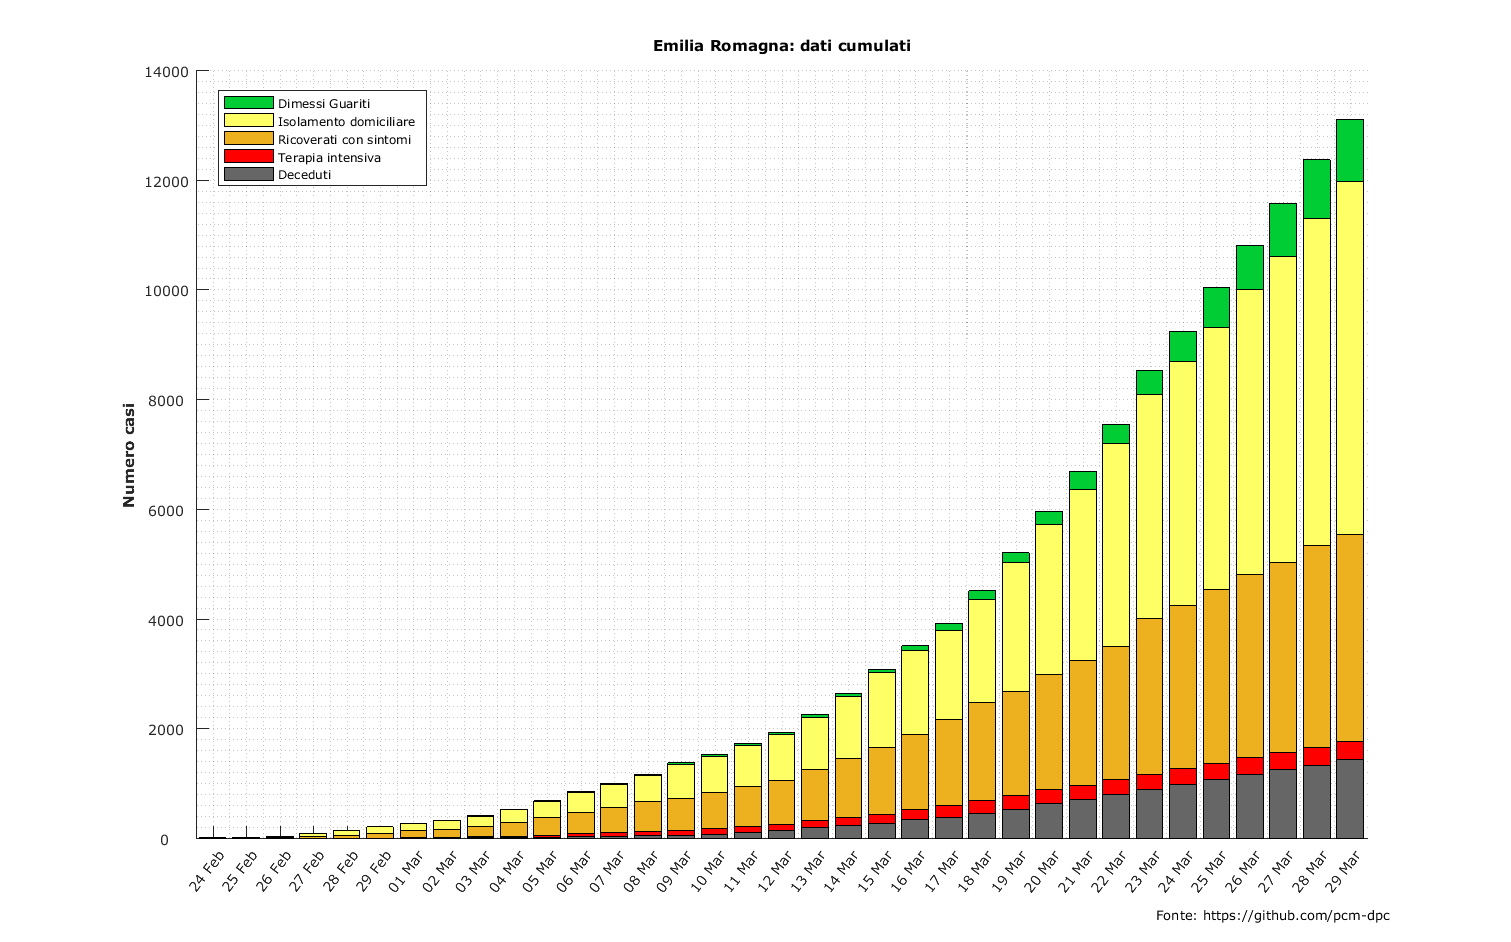 Emilia Romagna: dati cumulati
14000
12000
10000
8000
6000
4000
2000
0
Numero casi
Dimessi Guariti
Isolamento domiciliare
Ricoverati con sintomi
Terapia intensiva
Deceduti
24 Feb
25 Feb
26 Feb
27 Feb
28 Feb
29 Feb
01 Mar
02 Mar
03 Mar
04 Mar
05 Mar
06 Mar
07 Mar
08 Mar
09 Mar
10 Mar
11 Mar
12 Mar
13 Mar
14 Mar
15 Mar
16 Mar
17 Mar
18 Mar
19 Mar
20 Mar
21 Mar
22 Mar
23 Mar
24 Mar
25 Mar
26 Mar
27 Mar
28 Mar
29 Mar
Fonte: https://github.com/pcm-dpc